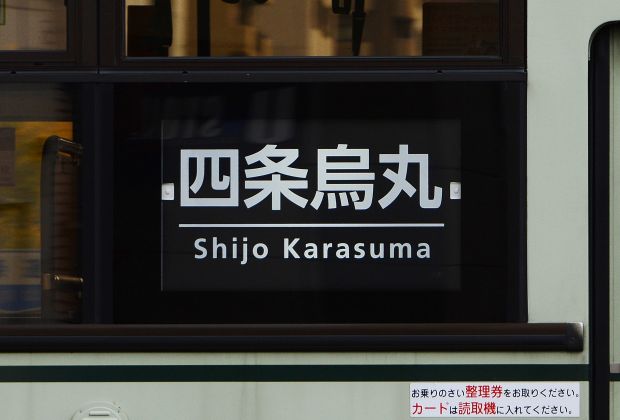 四条烏丸
Shijo Karasuma
お乗りのさい整理券をお取りください。
カードは読取機に入れてください。